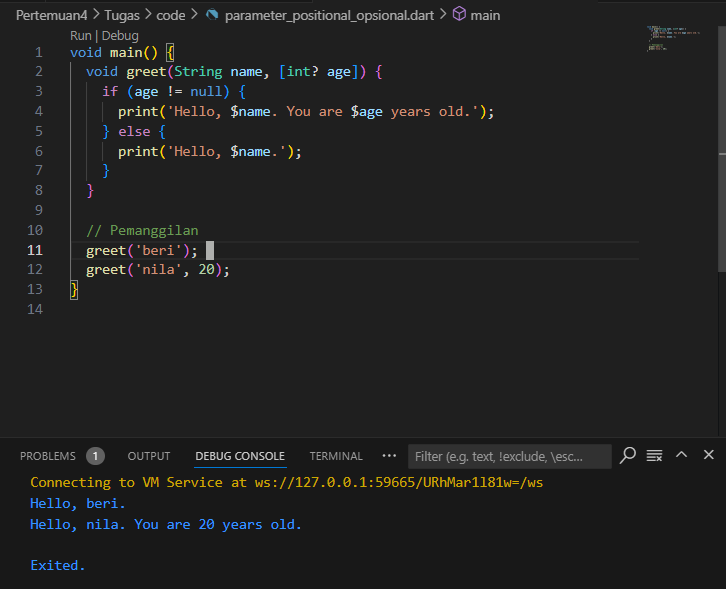 Pertemuan4 > Tugas > code > parameter_positional_opsional.dart > main
Run | Debug
1 void main() {
2 void greet(String name, [int? age]) {
3 if (age != null) {
4 print('Hello, $name. You are $age years old.');
5 } else {
6 print('Hello, $name.');
7 }
8 }
9
10 // Pemanggilan
11 greet('beri');
12 greet('nila', 20);
13 }
14
PROBLEMS 1 OUTPUT DEBUG CONSOLE TERMINAL ··· Filter (e.g. text, !exclude, \esc...
Connecting to VM Service at ws://127.0.0.1:59665/URhMar1l81w=/ws
Hello, beri.
Hello, nila. You are 20 years old.
Exited.